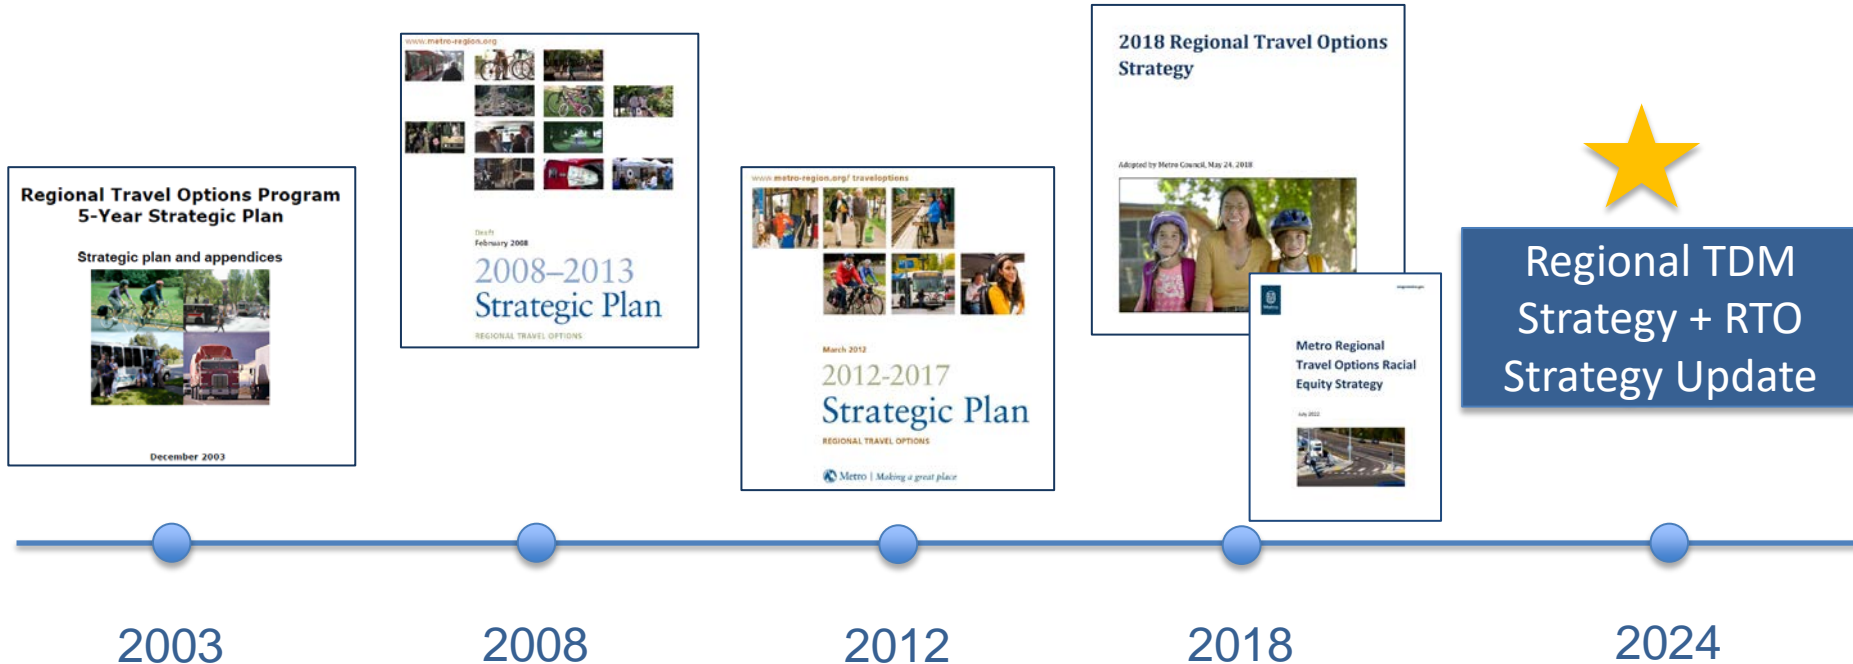 Regional Travel Options Program
5-Year Strategic Plan
Strategic plan and appendices
December 2003
www.metro-region.org
Draft
February 2008
2008–2013
Strategic Plan
REGIONAL TRAVEL OPTIONS
www.metro-region.org/ traveloptions
March 2012
2012-2017
Strategic Plan
REGIONAL TRAVEL OPTIONS
Metro | Making a great place
2018 Regional Travel Options
Strategy
Adopted by Metro Council, May 24, 2018
Metro
Metro Regional
Travel Options Racial
Equity Strategy
July 2022
Regional TDM
Strategy + RTO
Strategy Update
2003
2008
2012
2018
2024